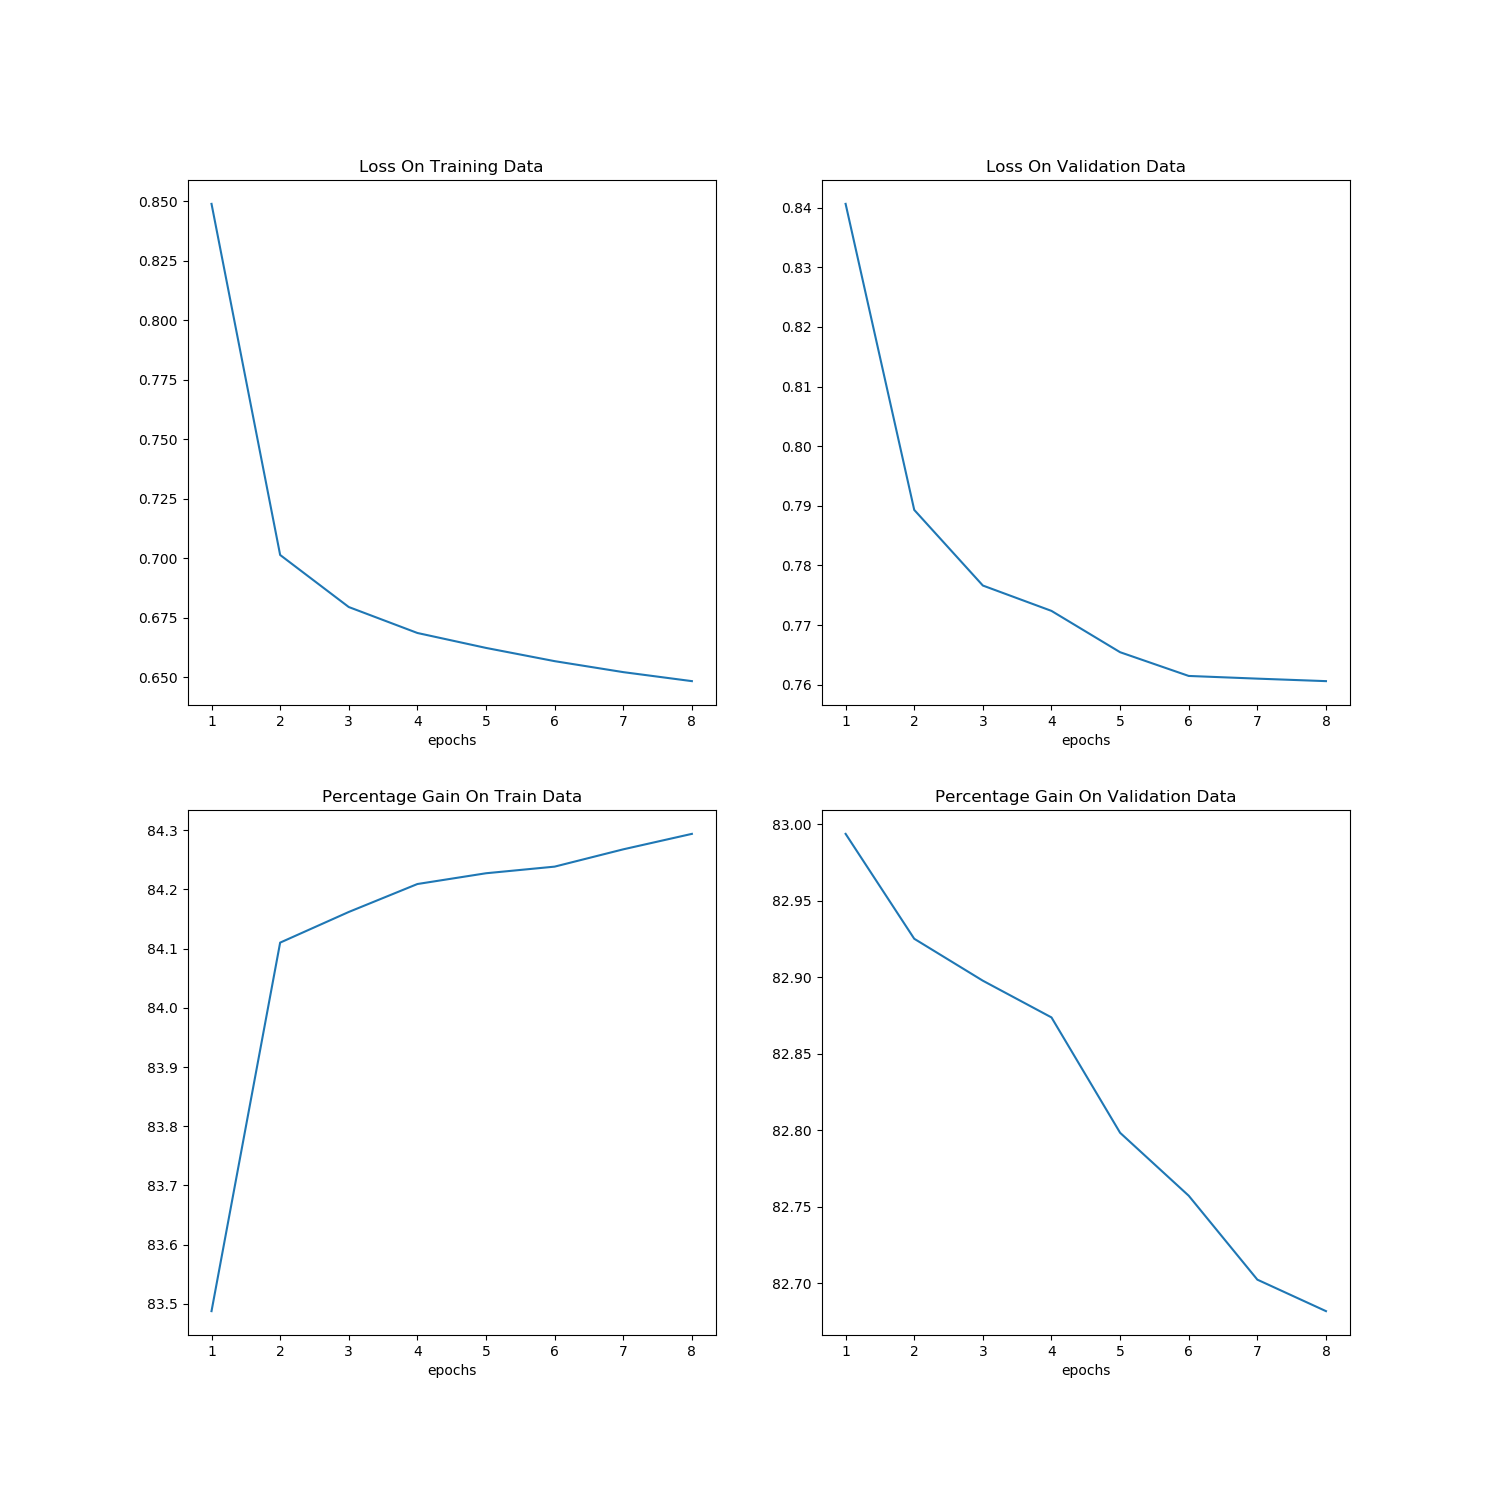 Loss On Training Data
0.850
0.825
0.800
0.775
0.750
0.725
0.700
0.675
0.650
1 2 3 4 5 6 7 8
epochs
Loss On Validation Data
0.84
0.83
0.82
0.81
0.80
0.79
0.78
0.77
0.76
1 2 3 4 5 6 7 8
epochs
Percentage Gain On Train Data
84.3
84.2
84.1
84.0
83.9
83.8
83.7
83.6
83.5
1 2 3 4 5 6 7 8
epochs
Percentage Gain On Validation Data
83.00
82.95
82.90
82.85
82.80
82.75
82.70
1 2 3 4 5 6 7 8
epochs